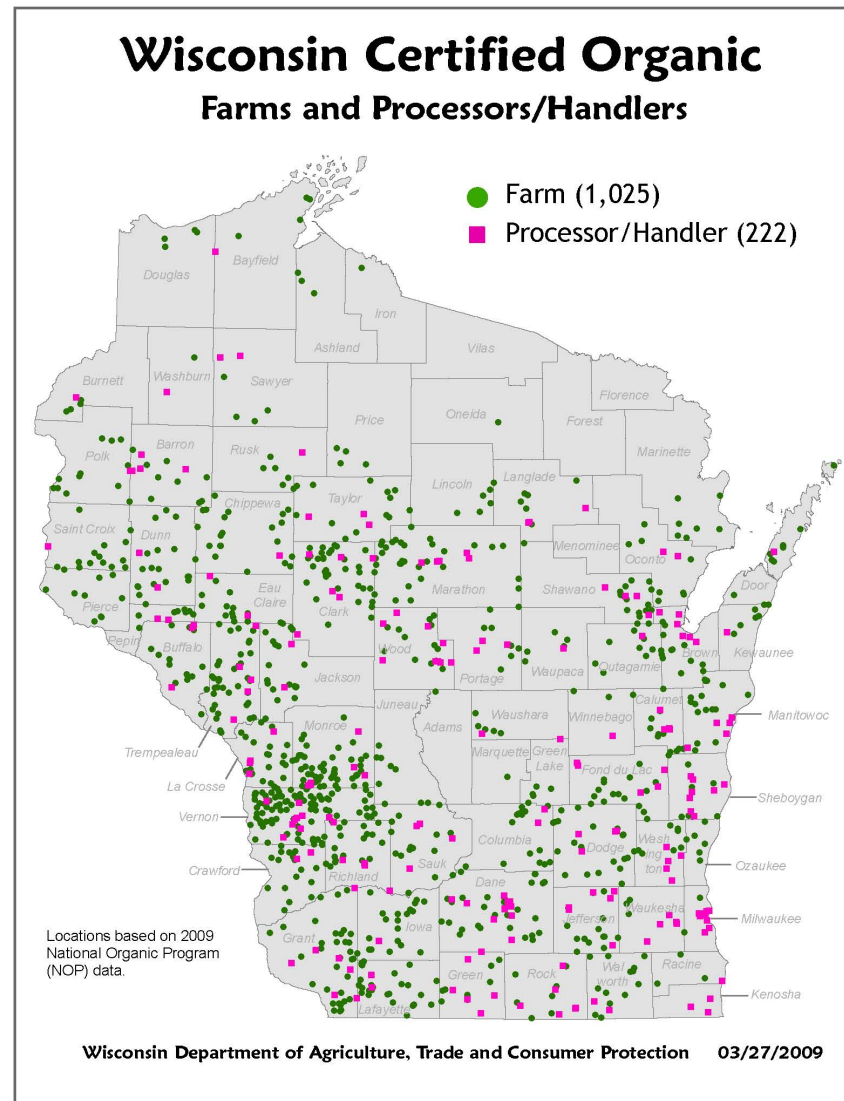 Wisconsin Certified Organic
Farms and Processors/Handlers
Farm (1,025)
Processor/Handler (222)
Douglas
Bayfield
Iron
Ashland
Vilas
Burnett
Washburn
Sawyer
Florence
Price
Oneida
Forest
Polk
Barron
Rusk
Marinette
Lincoln
Langlade
Chippewa
Taylor
Saint Croix
Dunn
Menominee
Oconto
Door
Eau
Claire
Clark
Marathon
Shawano
Pierce
Pepin
Buffalo
Wood
Portage
Waupaca
Outagamie
Brown
Kewaunee
Jackson
Juneau
Adams
Waushara
Winnebago
Calumet
Manitowoc
Trempealeau
Monroe
Marquette
Green
Lake
Fond du Lac
La Crosse
Sheboygan
Vernon
Columbia
Dodge
Wash
ing
ton
Ozaukee
Crawford
Richland
Sauk
Dane
Jefferson
Waukesha
Milwaukee
Iowa
Grant
Locations based on 2009
National Organic Program
(NOP) data.
Lafayette
Green
Rock
Wal
worth
Racine
Kenosha
Wisconsin Department of Agriculture, Trade and Consumer Protection 03/27/2009